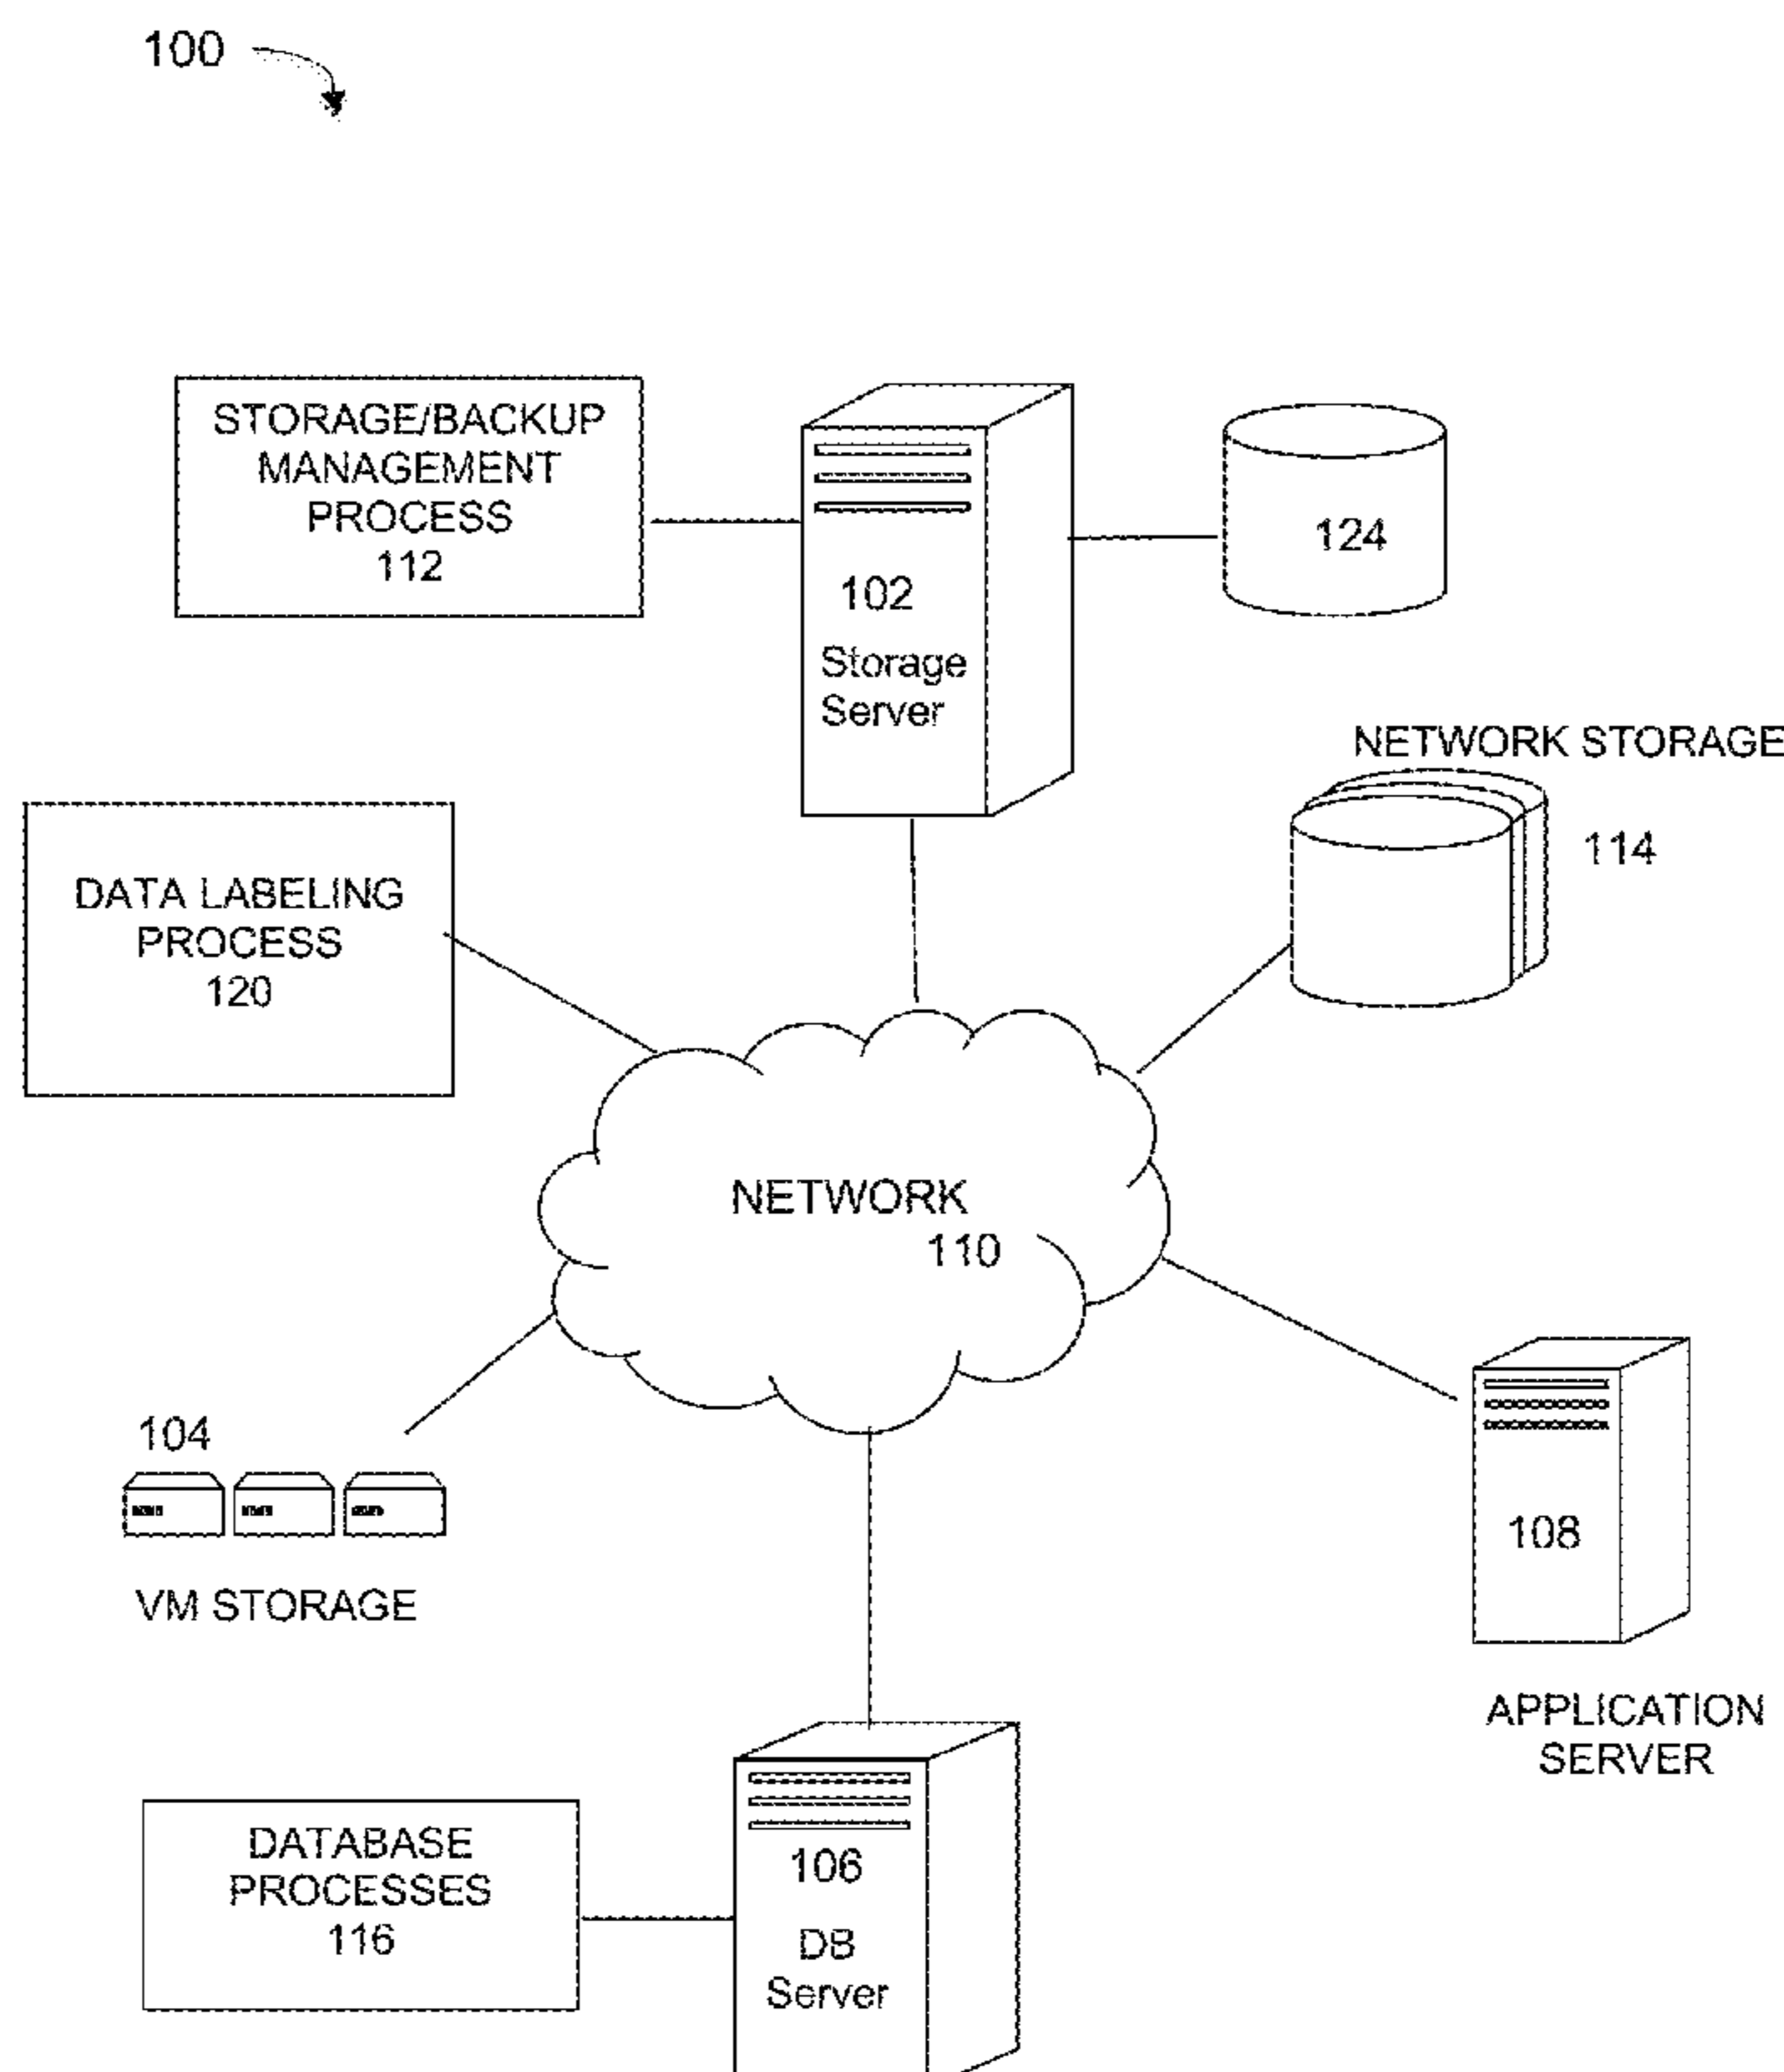 100
STORAGE/BACKUP
MANAGEMENT
PROCESS
112
102
Storage
Server
124
NETWORK STORAGE
114
DATA LABELING
PROCESS
120
NETWORK
110
104
VM STORAGE
108
APPLICATION
SERVER
DATABASE
PROCESSES
116
106
DB
Server